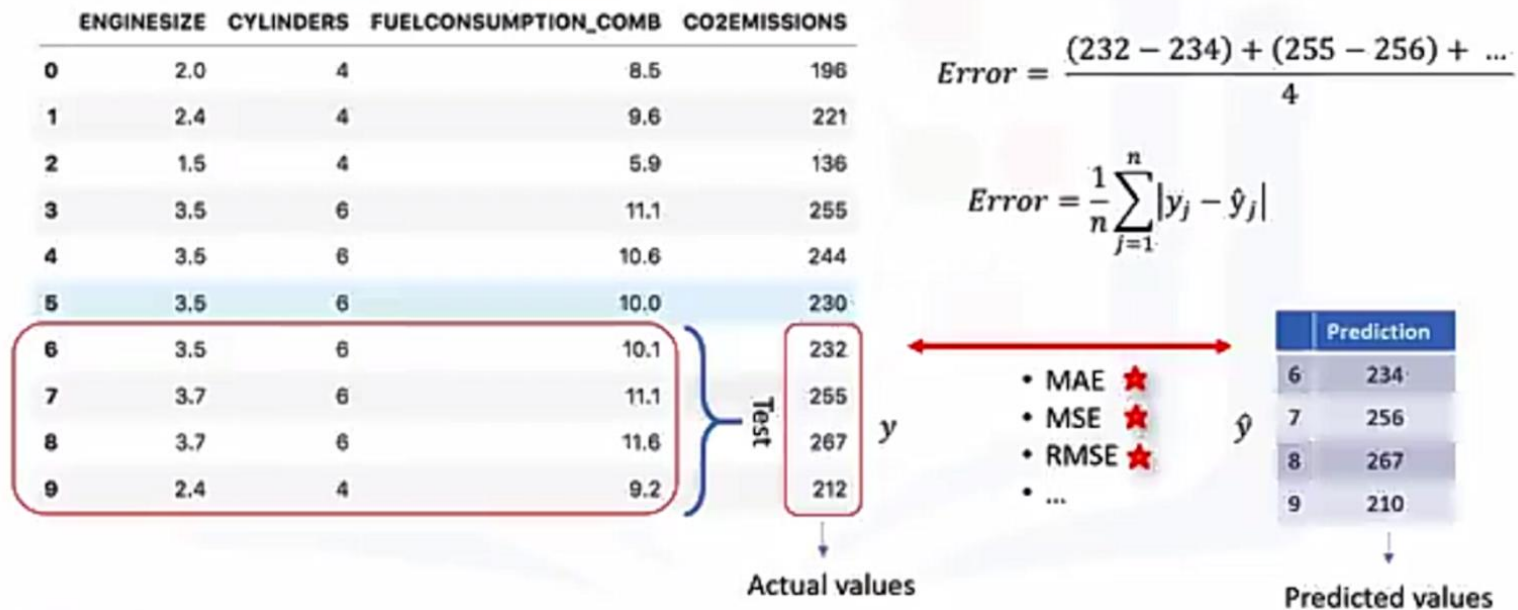 ENGINESIZE CYLINDERS FUELCONSUMPTION_COMB CO2EMISSIONS
0 2.0 4 8.5 196
1 2.4 4 9.6 221
2 1.5 4 5.9 136
3 3.5 6 11.1 255
4 3.5 6 10.6 244
5 3.5 6 10.0 230
6 3.5 6 10.1 232
7 3.7 6 11.1 255
8 3.7 6 11.6 267
9 2.4 4 9.2 212
Test
y
Actual values
Error = (232 − 234) + (255 − 256) + ...
4
n
Error = 1/n ∑ |yⱼ − ŷⱼ|
j=1
• MAE
• MSE
• RMSE
• ...
ŷ
Prediction
6 234
7 256
8 267
9 210
Predicted values